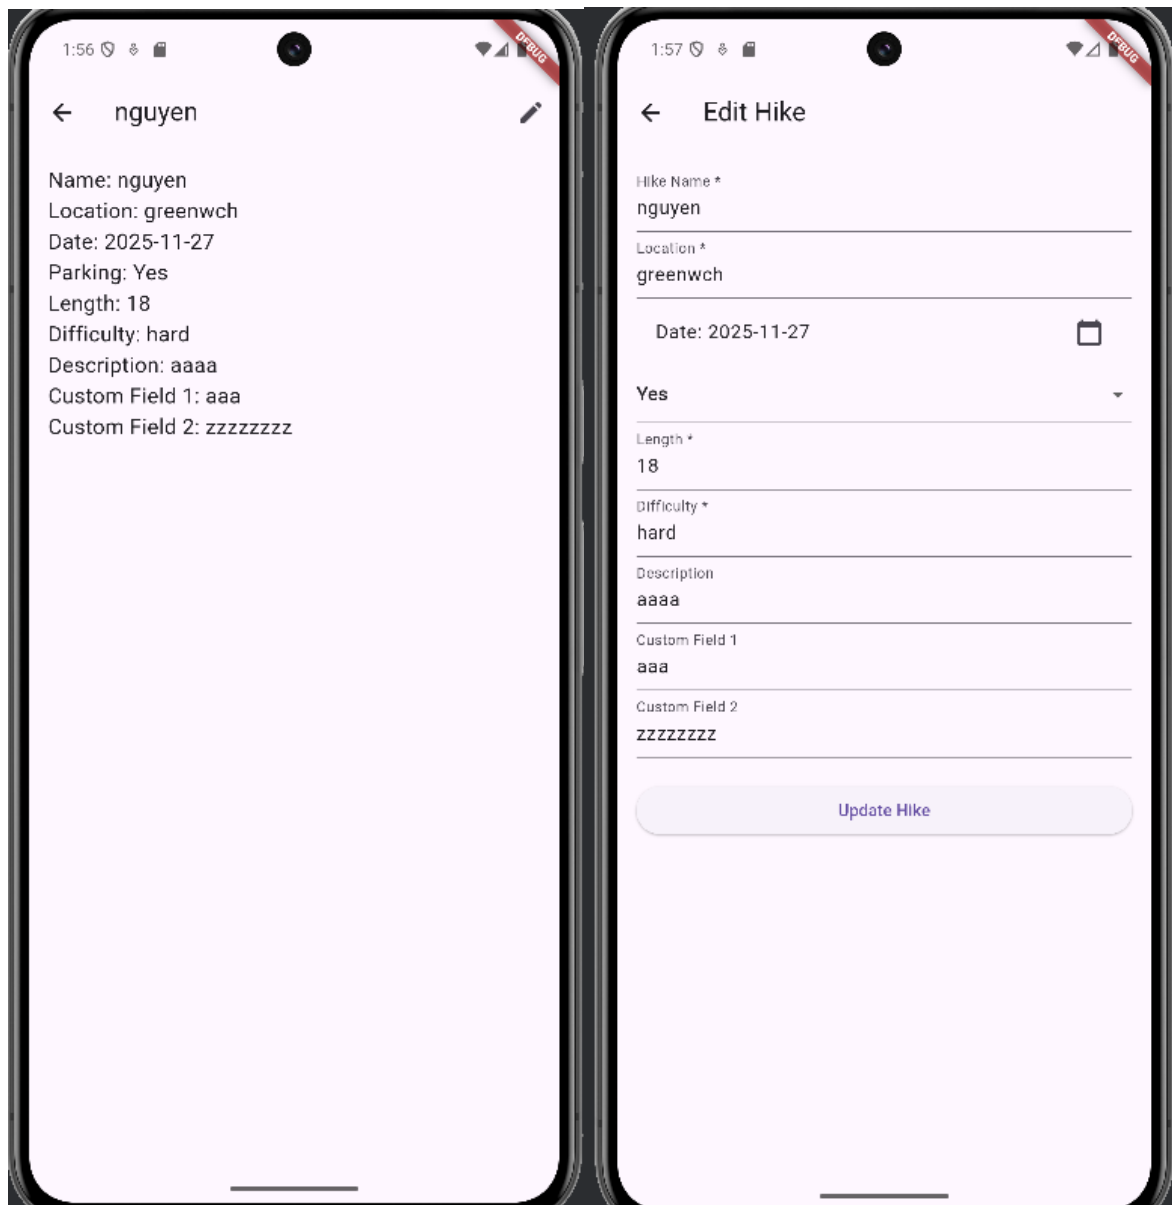 1:56
DEBUG
nguyen
Name: nguyen
Location: greenwch
Date: 2025-11-27
Parking: Yes
Length: 18
Difficulty: hard
Description: aaaa
Custom Field 1: aaa
Custom Field 2: zzzzzzzz
1:57
DEBUG
Edit Hike
Hike Name *
nguyen
Location *
greenwch
Date: 2025-11-27
Yes
Length *
18
Difficulty *
hard
Description
aaaa
Custom Field 1
aaa
Custom Field 2
zzzzzzzz
Update Hike